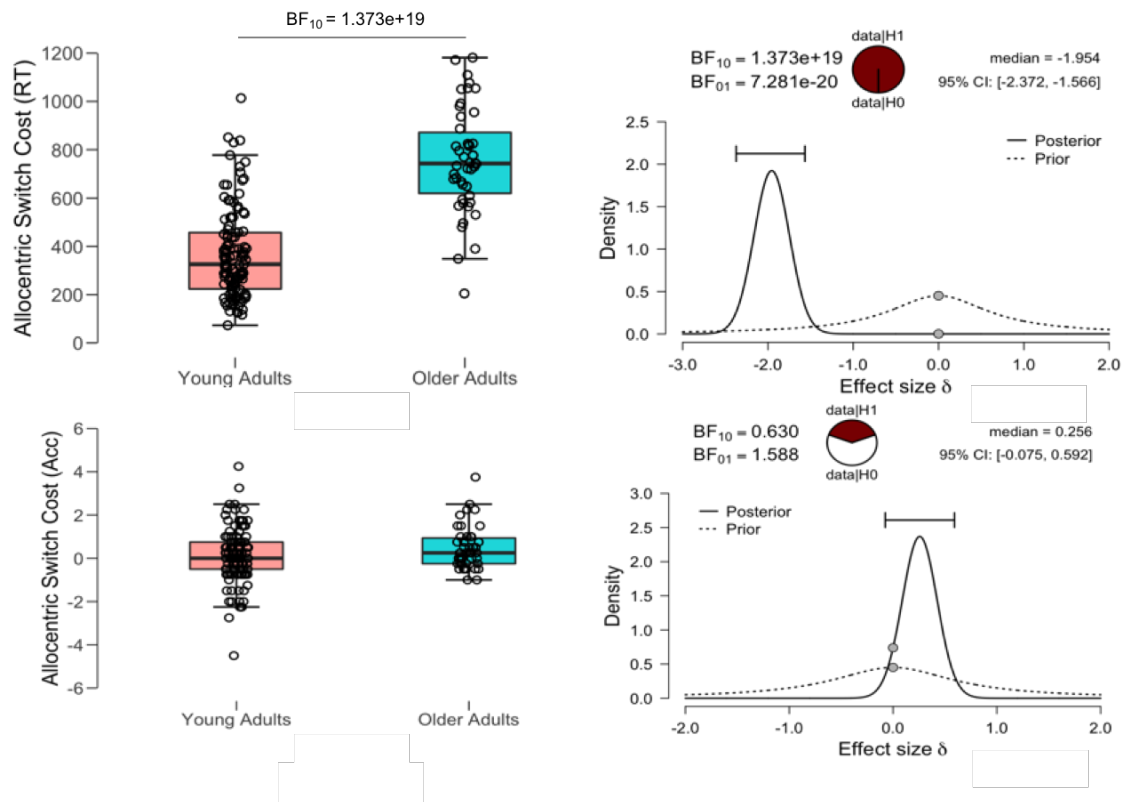 BF10 = 1.373e+19
Allocentric Switch Cost (RT)
1200
1000
800
600
400
200
0
Young Adults
Older Adults
BF10 = 1.373e+19
BF01 = 7.281e-20
data|H1
data|H0
median = -1.954
95% CI: [-2.372, -1.566]
Density
2.5
2.0
1.5
1.0
0.5
0.0
Posterior
Prior
-3.0
-2.0
-1.0
0.0
1.0
2.0
Effect size δ
Allocentric Switch Cost (Acc)
6
4
2
0
-2
-4
-6
Young Adults
Older Adults
BF10 = 0.630
BF01 = 1.588
data|H1
data|H0
median = 0.256
95% CI: [-0.075, 0.592]
Density
3.0
2.5
2.0
1.5
1.0
0.5
0.0
Posterior
Prior
-2.0
-1.0
0.0
1.0
2.0
Effect size δ